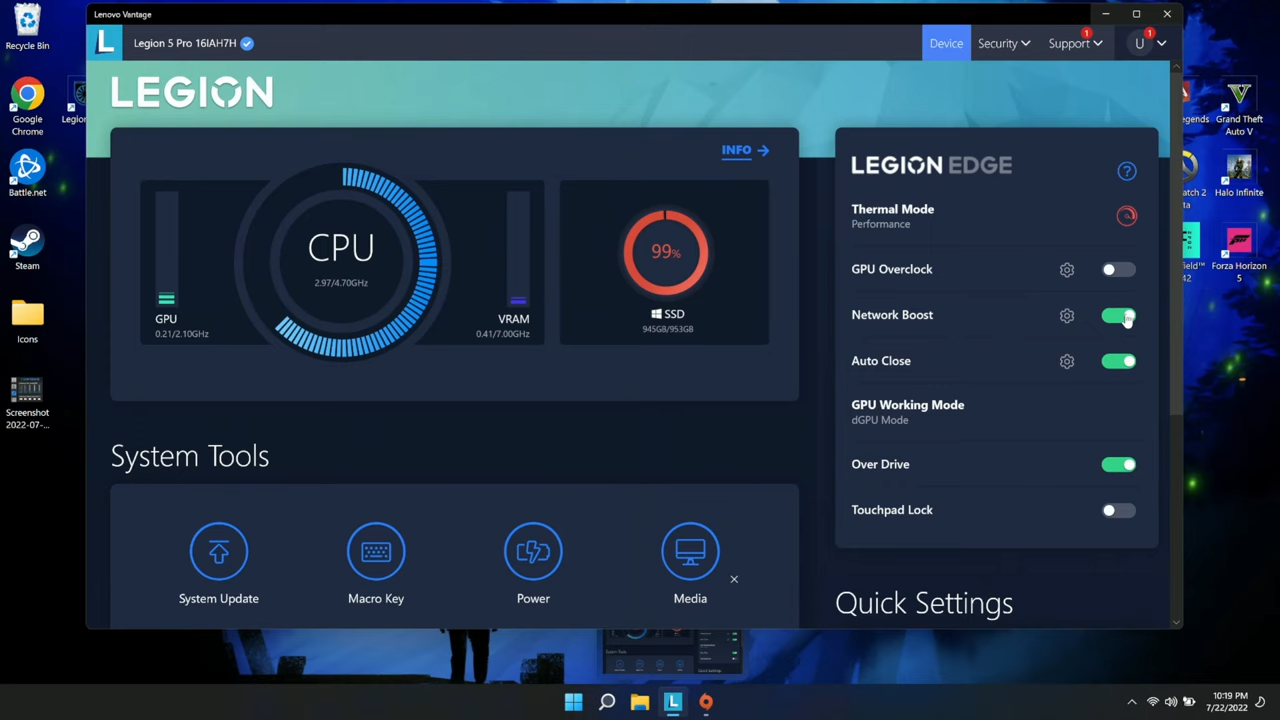 Lenovo Vantage
Legion 5 Pro 16IAH7H
Device
Security
Support
1
U
1
LEGION
INFO
CPU
2.97/4.70GHz
GPU
0.21/2.10GHz
VRAM
0.41/7.00GHz
99%
SSD
945GB/953GB
LEGION EDGE
Thermal Mode
Performance
GPU Overclock
Network Boost
Auto Close
GPU Working Mode
dGPU Mode
Over Drive
Touchpad Lock
System Tools
System Update
Macro Key
Power
Media
Quick Settings
Recycle Bin
Google
Chrome
Legion
Battle.net
Steam
Icons
Screenshot
2022-07-...
Grand Theft
Auto V
Halo Infinite
Forza Horizon
5
10:19 PM
7/22/2022